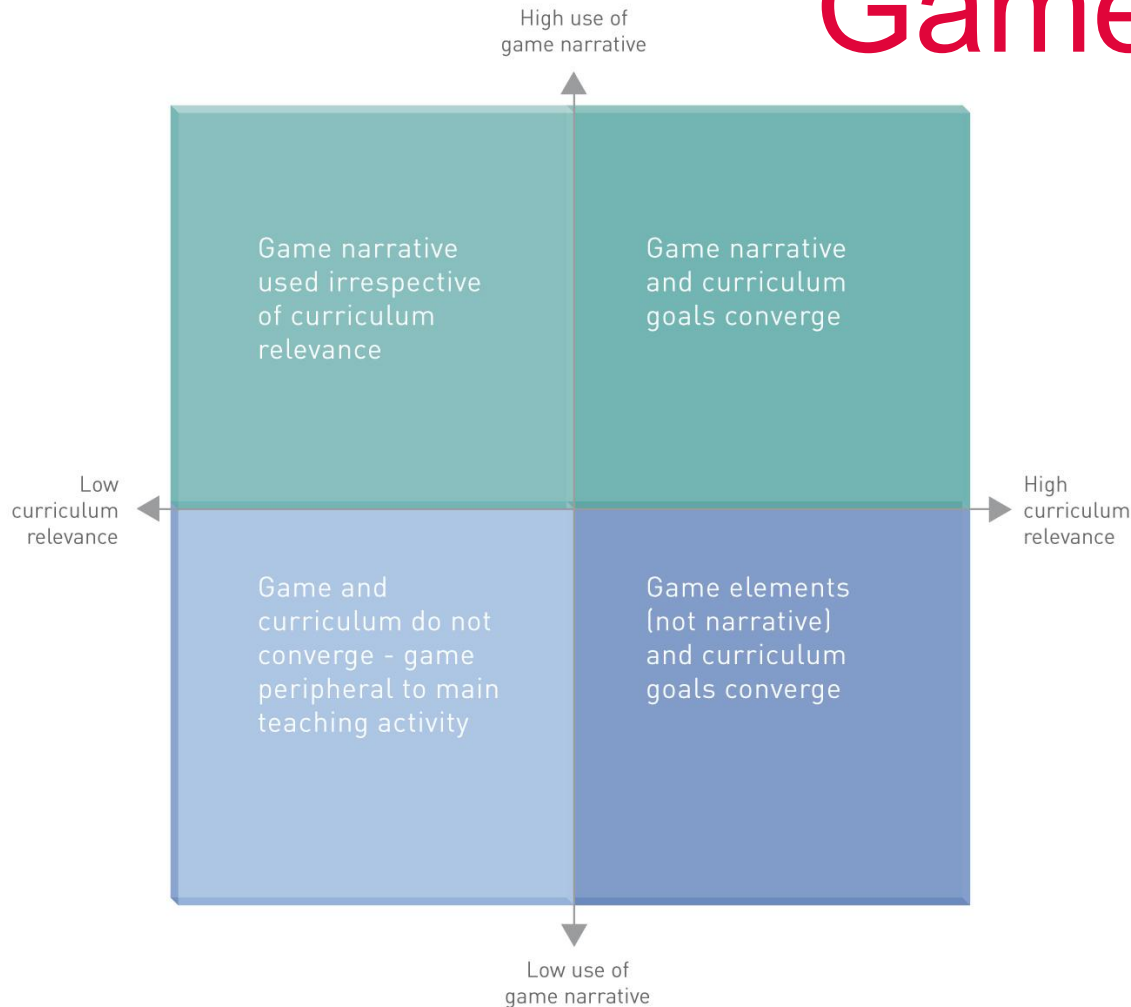 Game
High use of
game narrative
Game narrative
used irrespective
of curriculum
relevance
Game narrative
and curriculum
goals converge
Low
curriculum
relevance
High
curriculum
relevance
Game and
curriculum do not
converge - game
peripheral to main
teaching activity
Game elements
(not narrative)
and curriculum
goals converge
Low use of
game narrative